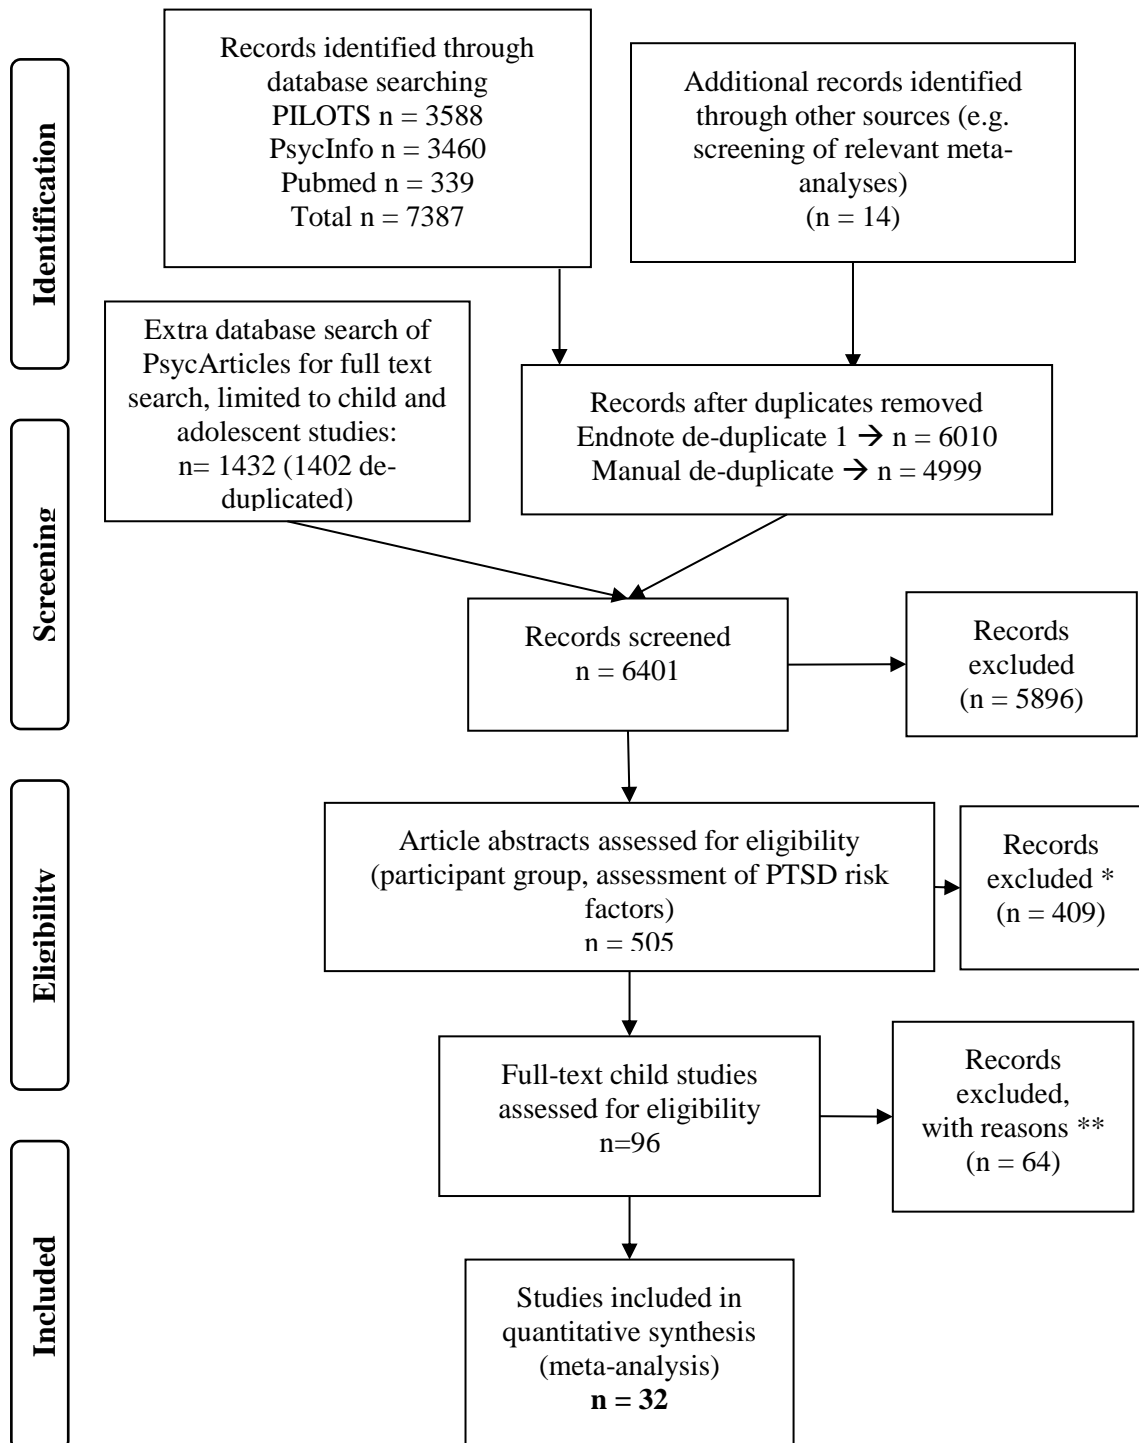 Identification
Records identified through
database searching
PILOTS n = 3588
PsycInfo n = 3460
Pubmed n = 339
Total n = 7387
Additional records identified
through other sources (e.g.
screening of relevant meta-
analyses)
(n = 14)
Extra database search of
PsycArticles for full text
search, limited to child and
adolescent studies:
n= 1432 (1402 de-
duplicated)
Records after duplicates removed
Endnote de-duplicate 1 → n = 6010
Manual de-duplicate → n = 4999
Screening
Records screened
n = 6401
Records
excluded
(n = 5896)
Eligibility
Article abstracts assessed for eligibility
(participant group, assessment of PTSD risk
factors)
n = 505
Records
excluded *
(n = 409)
Full-text child studies
assessed for eligibility
n=96
Records
excluded,
with reasons **
(n = 64)
Included
Studies included in
quantitative synthesis
(meta-analysis)
n = 32